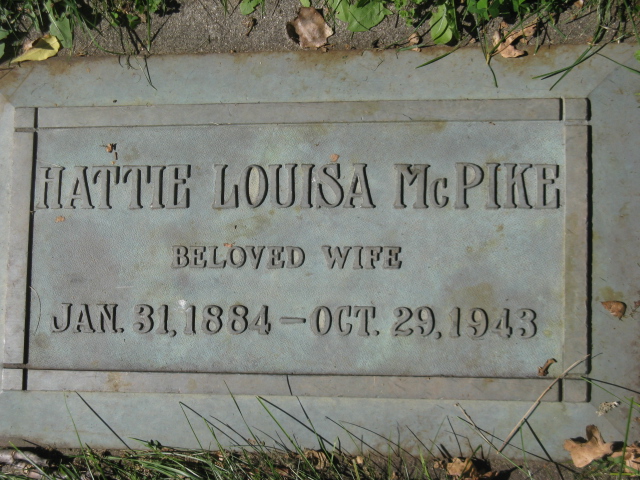 HATTIE LOUISA McPIKE
BELOVED WIFE
JAN. 31, 1884 – OCT. 29, 1943